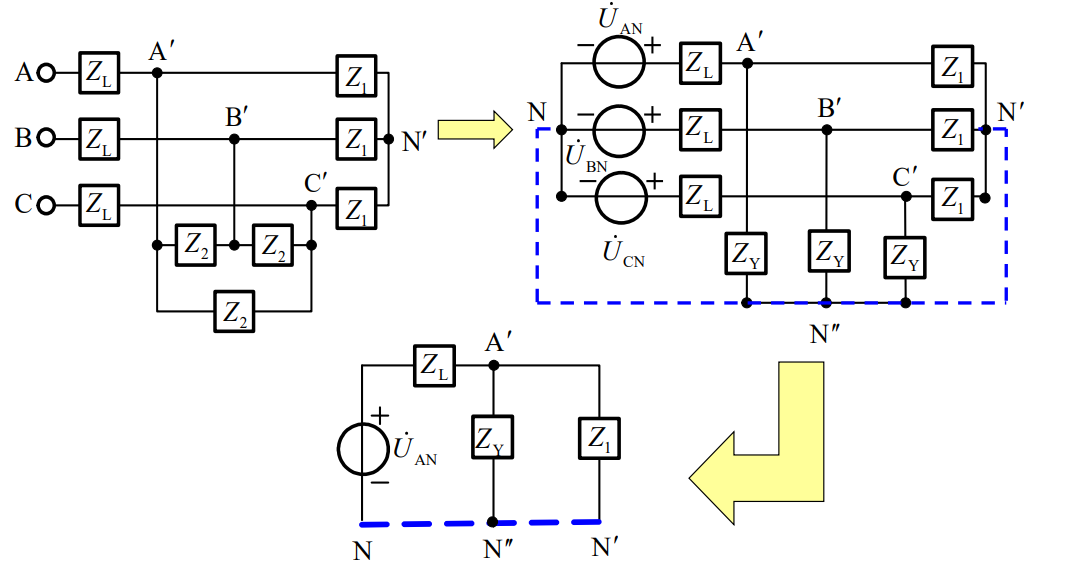 A Z_L A′ Z_1
B Z_L B′ Z_1 N′
C Z_L C′ Z_1
Z_2 Z_2
Z_2
U̇_AN
− + Z_L A′ Z_1
N − + Z_L B′ Z_1 N′
U̇_BN
− + Z_L C′ Z_1
U̇_CN
Z_Y Z_Y Z_Y
N″
Z_L A′
+
U̇_AN Z_Y Z_1
−
N N″ N′